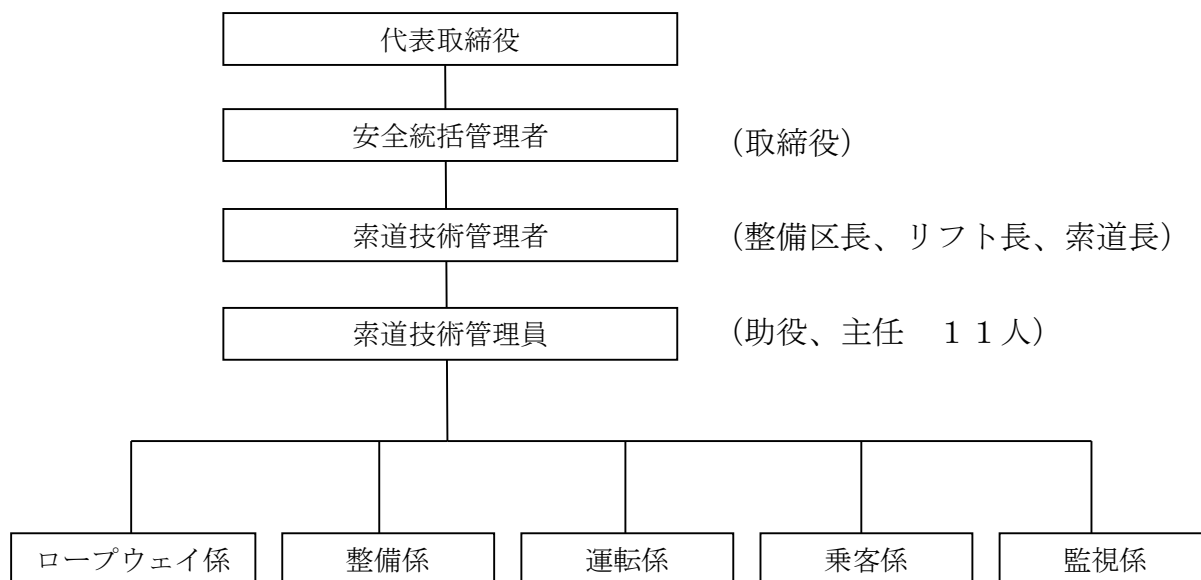 代表取締役
安全統括管理者 (取締役)
索道技術管理者 (整備区長、リフト長、索道長)
索道技術管理員 (助役、主任　11人)
ロープウェイ係 整備係 運転係 乗客係 監視係